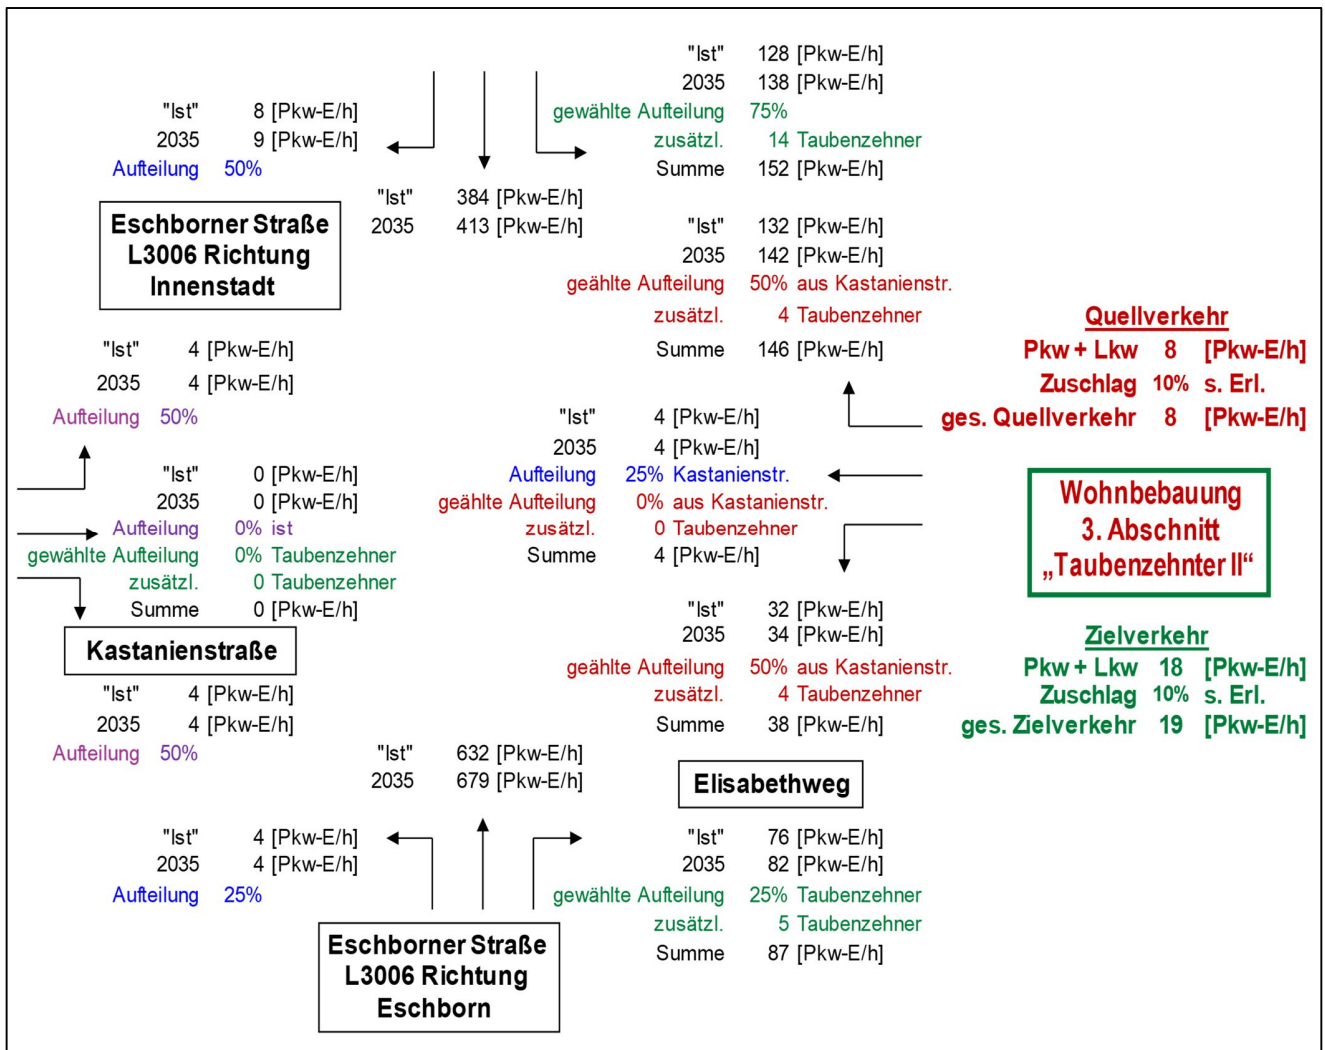 "Ist" 8 [Pkw-E/h]
2035 9 [Pkw-E/h]
Aufteilung 50%
"Ist" 384 [Pkw-E/h]
2035 413 [Pkw-E/h]
"Ist" 128 [Pkw-E/h]
2035 138 [Pkw-E/h]
gewählte Aufteilung 75%
zusätzl. 14 Taubenzehner
Summe 152 [Pkw-E/h]
Eschborner Straße
L3006 Richtung
Innenstadt
"Ist" 132 [Pkw-E/h]
2035 142 [Pkw-E/h]
geählte Aufteilung 50% aus Kastanienstr.
zusätzl. 4 Taubenzehner
Summe 146 [Pkw-E/h]
Quellverkehr
Pkw + Lkw 8 [Pkw-E/h]
Zuschlag 10% s. Erl.
ges. Quellverkehr 8 [Pkw-E/h]
"Ist" 4 [Pkw-E/h]
2035 4 [Pkw-E/h]
Aufteilung 50%
"Ist" 4 [Pkw-E/h]
2035 4 [Pkw-E/h]
Aufteilung 25% Kastanienstr.
geählte Aufteilung 0% aus Kastanienstr.
zusätzl. 0 Taubenzehner
Summe 4 [Pkw-E/h]
Wohnbebauung
3. Abschnitt
„Taubenzehnter II“
"Ist" 0 [Pkw-E/h]
2035 0 [Pkw-E/h]
Aufteilung 0% ist
gewählte Aufteilung 0% Taubenzehner
zusätzl. 0 Taubenzehner
Summe 0 [Pkw-E/h]
Kastanienstraße
"Ist" 4 [Pkw-E/h]
2035 4 [Pkw-E/h]
Aufteilung 50%
"Ist" 32 [Pkw-E/h]
2035 34 [Pkw-E/h]
geählte Aufteilung 50% aus Kastanienstr.
zusätzl. 4 Taubenzehner
Summe 38 [Pkw-E/h]
Zielverkehr
Pkw + Lkw 18 [Pkw-E/h]
Zuschlag 10% s. Erl.
ges. Zielverkehr 19 [Pkw-E/h]
Elisabethweg
"Ist" 4 [Pkw-E/h]
2035 4 [Pkw-E/h]
Aufteilung 25%
"Ist" 632 [Pkw-E/h]
2035 679 [Pkw-E/h]
"Ist" 76 [Pkw-E/h]
2035 82 [Pkw-E/h]
gewählte Aufteilung 25% Taubenzehner
zusätzl. 5 Taubenzehner
Summe 87 [Pkw-E/h]
Eschborner Straße
L3006 Richtung
Eschborn